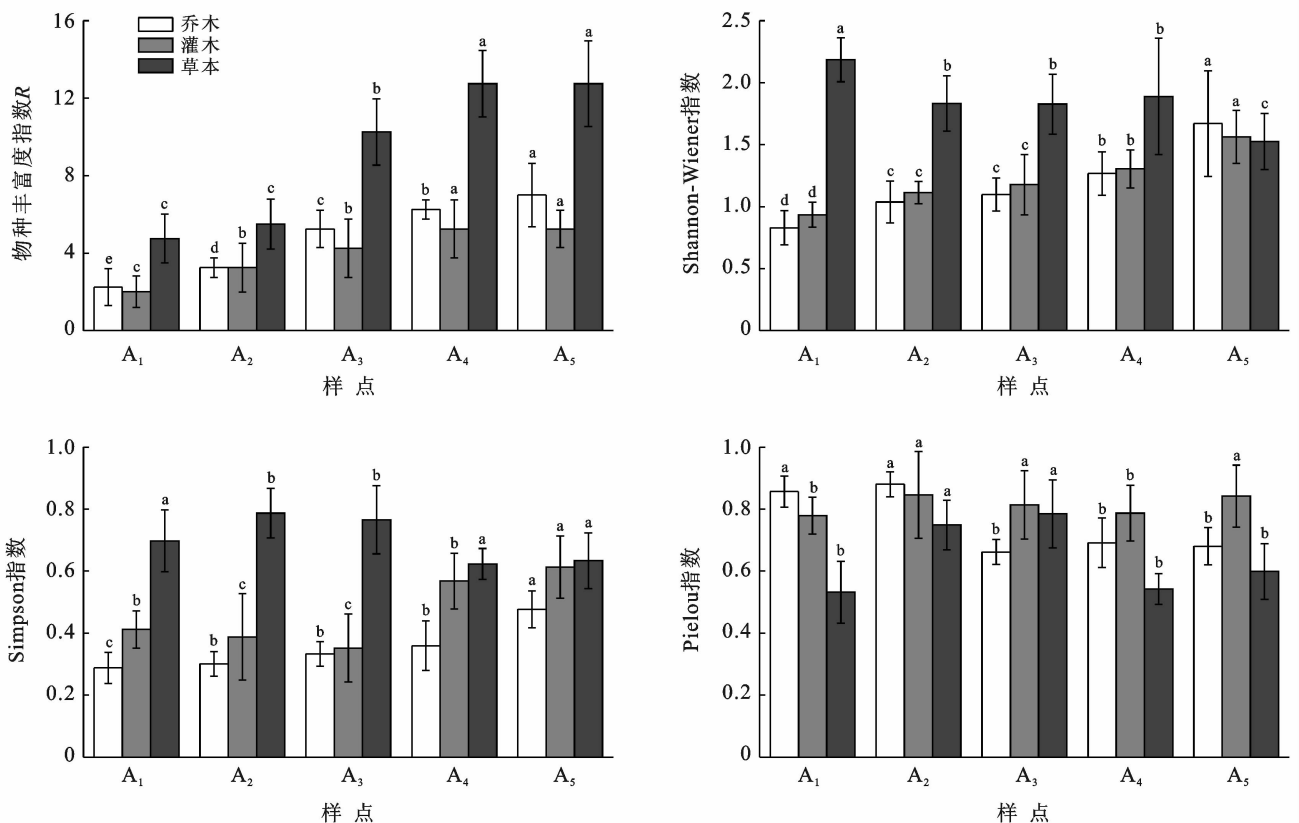 16
12
8
4
0
物种丰富度指数R
乔木
灌木
草本
e c c
d b c
c b b
b a a
a a a
A₁ A₂ A₃ A₄ A₅
样 点
2.5
2.0
1.5
1.0
0.5
0
Shannon-Wiener指数
d d a
c c b
c c b
b b b
a a c
A₁ A₂ A₃ A₄ A₅
样 点
1.0
0.8
0.6
0.4
0.2
0
Simpson指数
c b a
b c b
b c b
b b a
a a a
A₁ A₂ A₃ A₄ A₅
样 点
1.0
0.8
0.6
0.4
0.2
0
Pielou指数
a b b
a a a
b a a
b b b
b a b
A₁ A₂ A₃ A₄ A₅
样 点